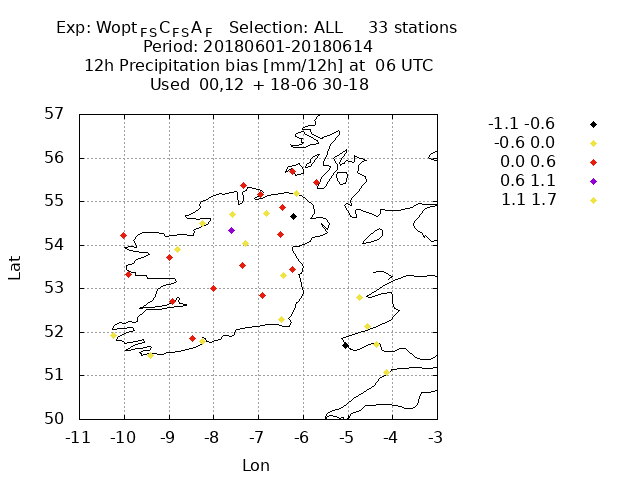 Exp: WoptFSCFSAF Selection: ALL 33 stations
Period: 20180601-20180614
12h Precipitation bias [mm/12h] at 06 UTC
Used 00,12 + 18-06 30-18
-1.1 -0.6
-0.6 0.0
0.0 0.6
0.6 1.1
1.1 1.7
57
56
55
54
53
52
51
50
Lat
-11 -10 -9 -8 -7 -6 -5 -4 -3
Lon